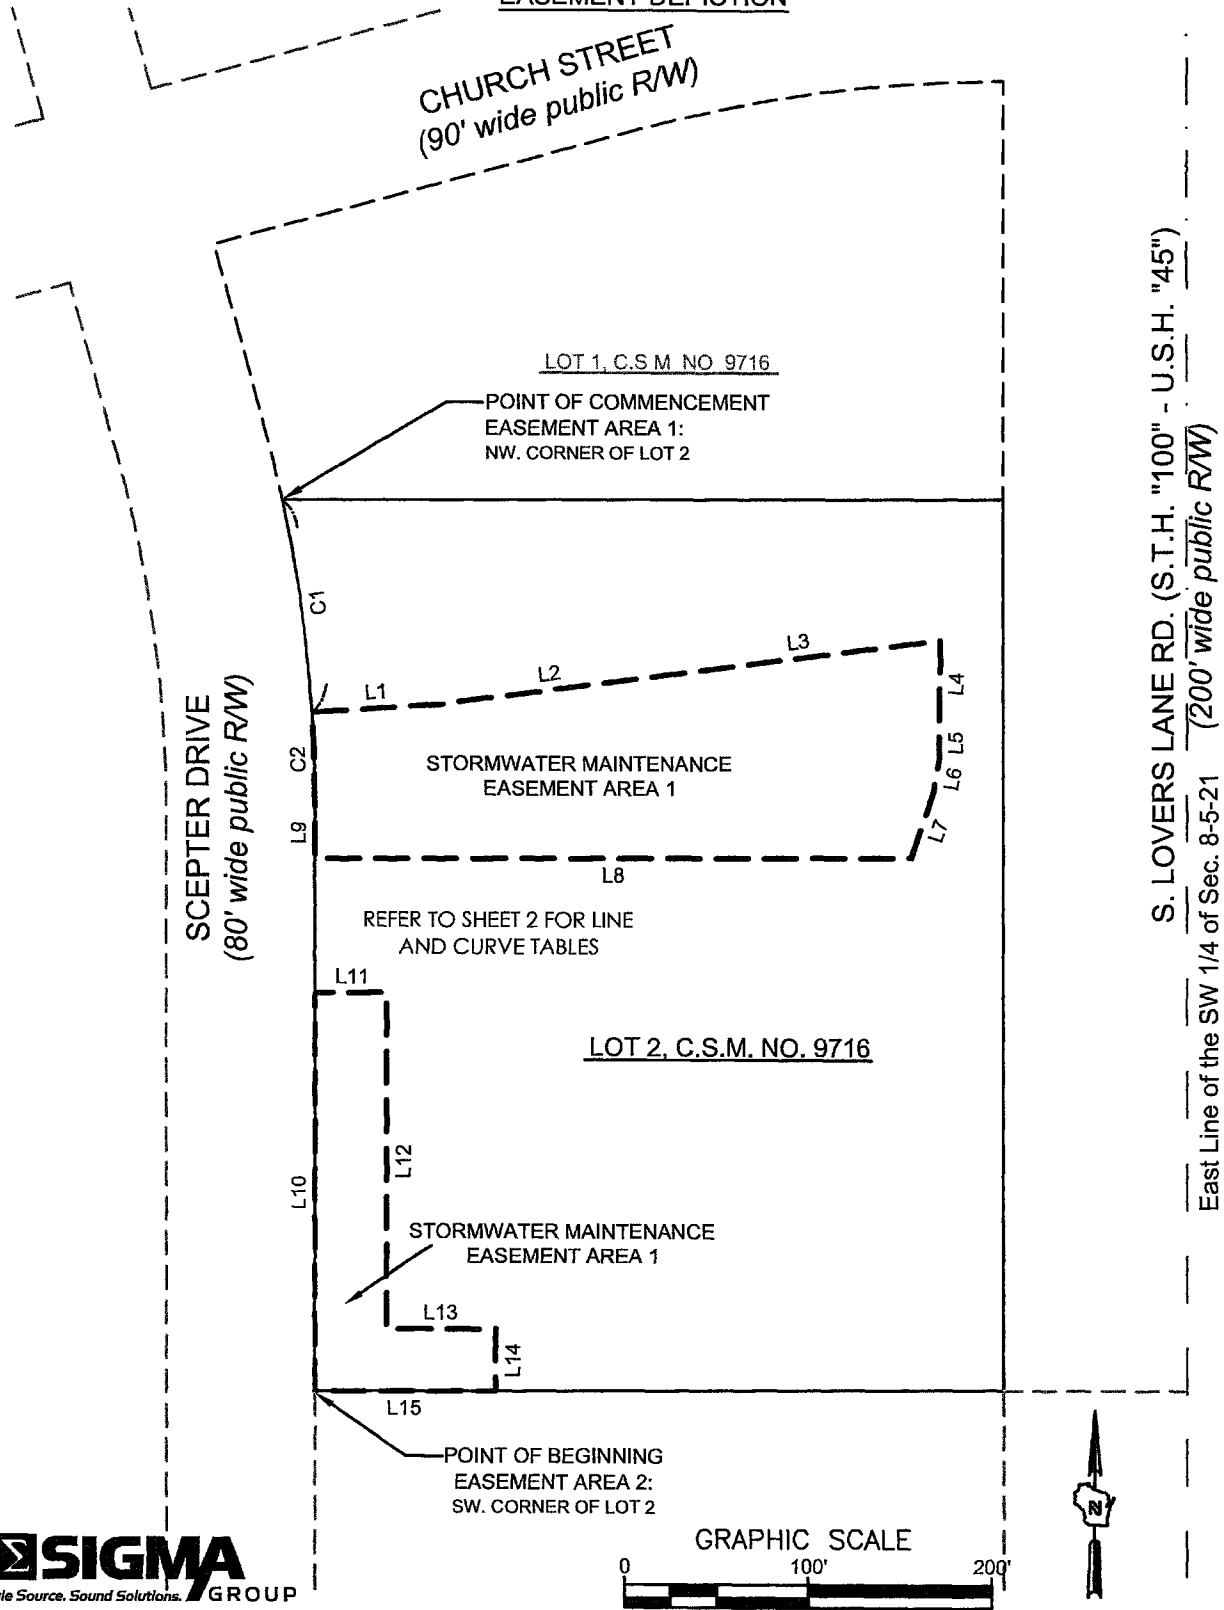 EASEMENT DEPICTION
CHURCH STREET
(90' wide public R/W)
LOT 1, C.S M NO 9716
POINT OF COMMENCEMENT
EASEMENT AREA 1:
NW. CORNER OF LOT 2
S. LOVERS LANE RD. (S.T.H. "100" - U.S.H. "45")
(200' wide public R/W)
East Line of the SW 1/4 of Sec. 8-5-21
C1
L1
L2
L3
L4
L5
L6
L7
C2
L9
STORMWATER MAINTENANCE
EASEMENT AREA 1
L8
SCEPTER DRIVE
(80' wide public R/W)
REFER TO SHEET 2 FOR LINE
AND CURVE TABLES
L11
LOT 2, C.S.M. NO. 9716
L12
L10
STORMWATER MAINTENANCE
EASEMENT AREA 1
L13
L14
L15
POINT OF BEGINNING
EASEMENT AREA 2:
SW. CORNER OF LOT 2
N
GRAPHIC SCALE
0 100' 200'
ΣSIGMA
GROUP
le Source. Sound Solutions.